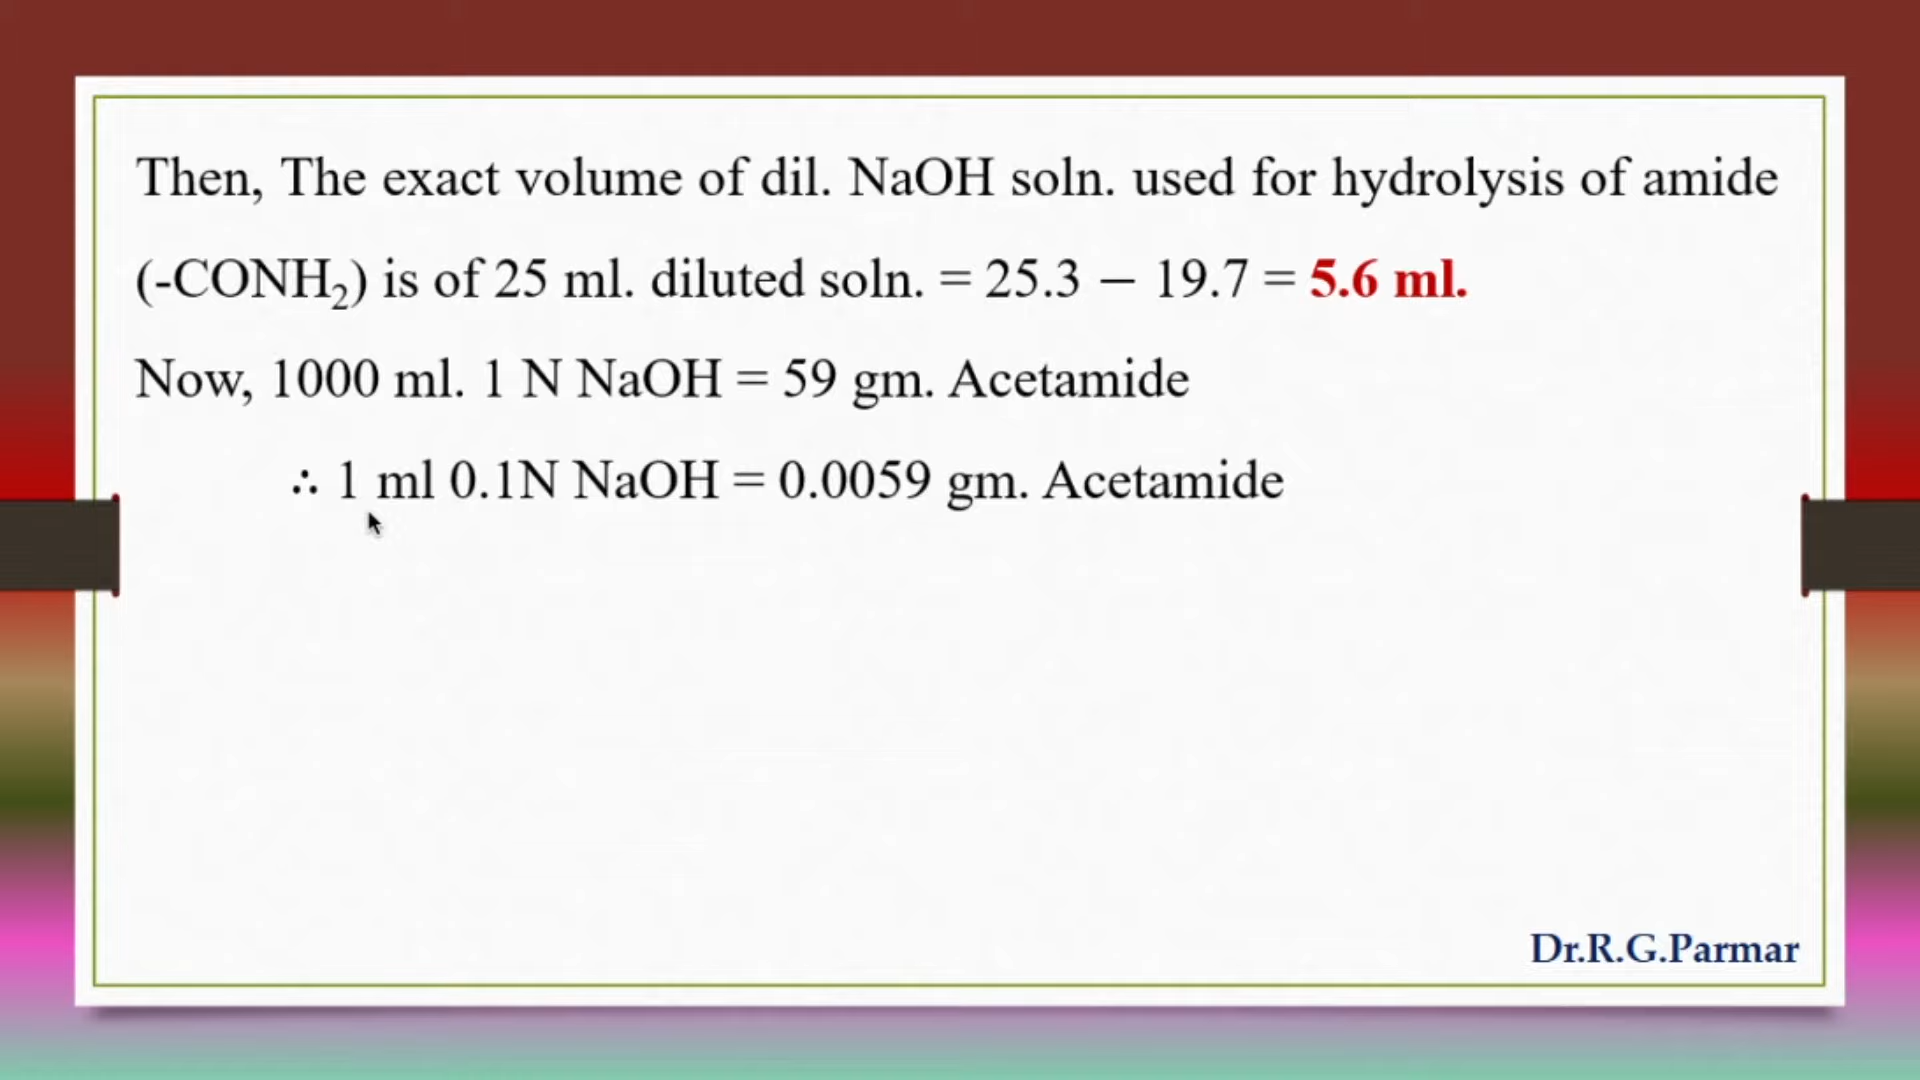 Then, The exact volume of dil. NaOH soln. used for hydrolysis of amide
(-CONH₂) is of 25 ml. diluted soln. = 25.3 – 19.7 = 5.6 ml.
Now, 1000 ml. 1 N NaOH = 59 gm. Acetamide
∴ 1 ml 0.1N NaOH = 0.0059 gm. Acetamide
Dr.R.G.Parmar